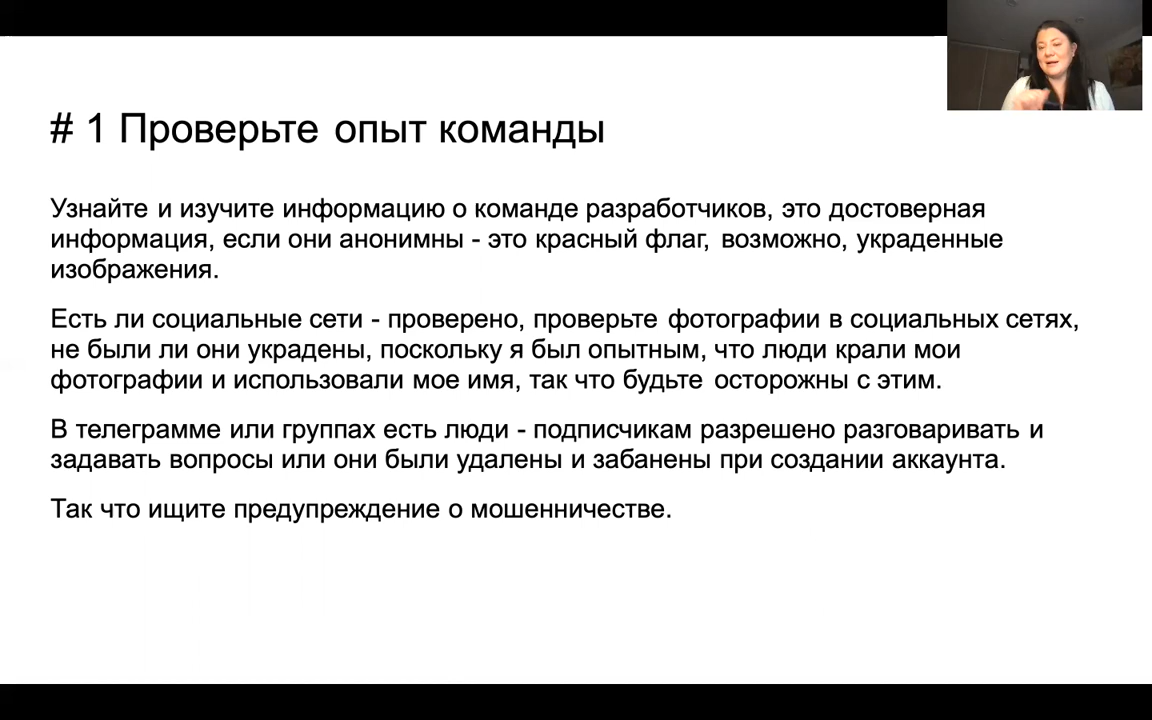 # 1 Проверьте опыт команды
Узнайте и изучите информацию о команде разработчиков, это достоверная
информация, если они анонимны - это красный флаг, возможно, украденные
изображения.
Есть ли социальные сети - проверено, проверьте фотографии в социальных сетях,
не были ли они украдены, поскольку я был опытным, что люди крали мои
фотографии и использовали мое имя, так что будьте осторожны с этим.
В телеграмме или группах есть люди - подписчикам разрешено разговаривать и
задавать вопросы или они были удалены и забанены при создании аккаунта.
Так что ищите предупреждение о мошенничестве.